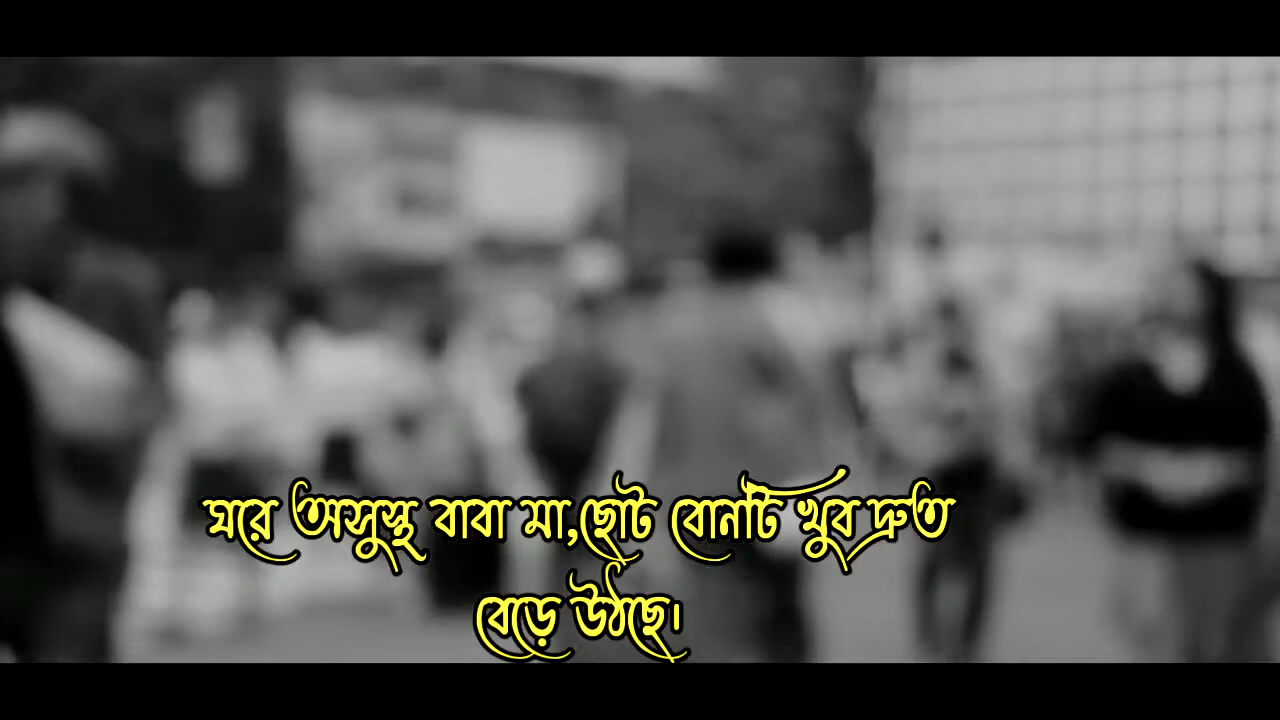 ঘরে অসুস্থ বাবা মা,ছোট বোনটি খুব দ্রুত
বেড়ে উঠছে।